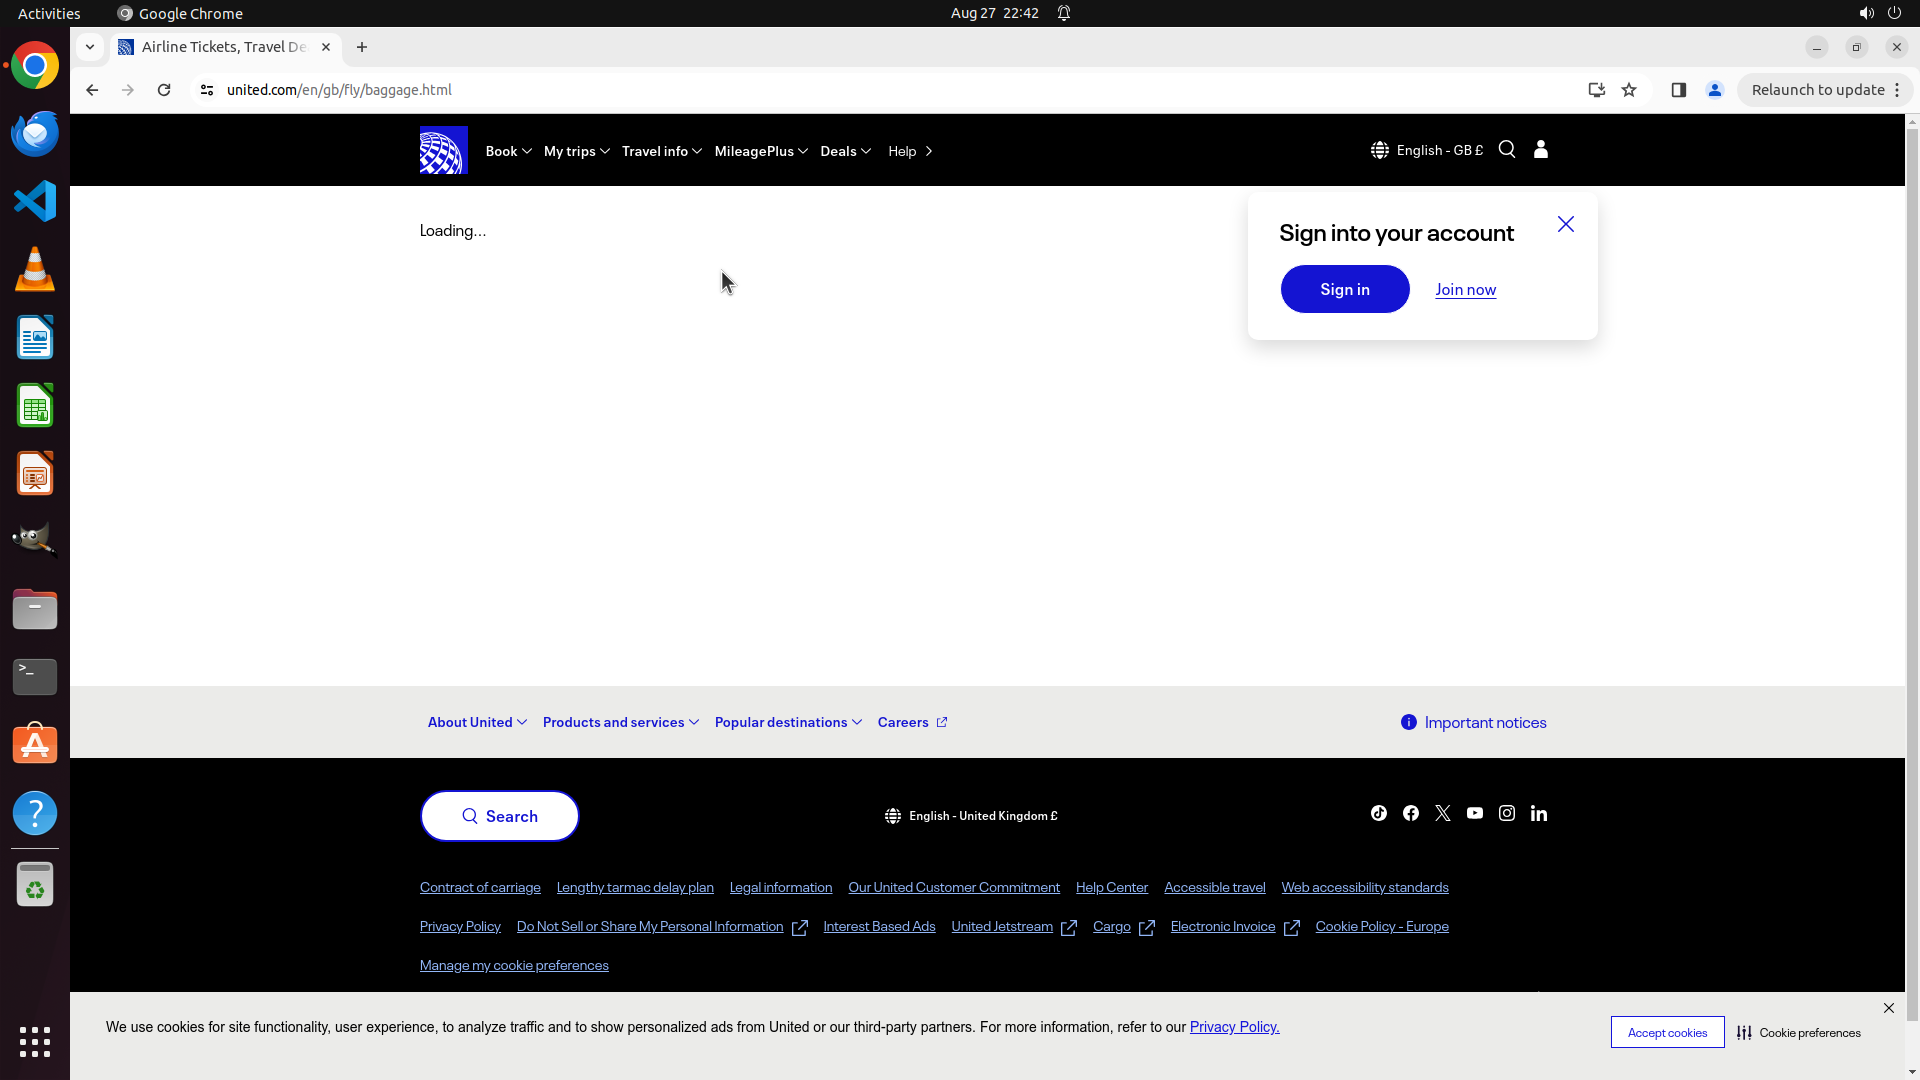 Activities
Google Chrome
Aug 27 22:42
Airline Tickets, Travel De
united.com/en/gb/fly/baggage.html
Relaunch to update
Book
My trips
Travel info
MileagePlus
Deals
Help
English - GB £
Loading...
Sign into your account
Sign in
Join now
About United
Products and services
Popular destinations
Careers
Important notices
Search
English - United Kingdom £
Contract of carriage
Lengthy tarmac delay plan
Legal information
Our United Customer Commitment
Help Center
Accessible travel
Web accessibility standards
Privacy Policy
Do Not Sell or Share My Personal Information
Interest Based Ads
United Jetstream
Cargo
Electronic Invoice
Cookie Policy - Europe
Manage my cookie preferences
We use cookies for site functionality, user experience, to analyze traffic and to show personalized ads from United or our third-party partners. For more information, refer to our Privacy Policy.
Accept cookies
Cookie preferences